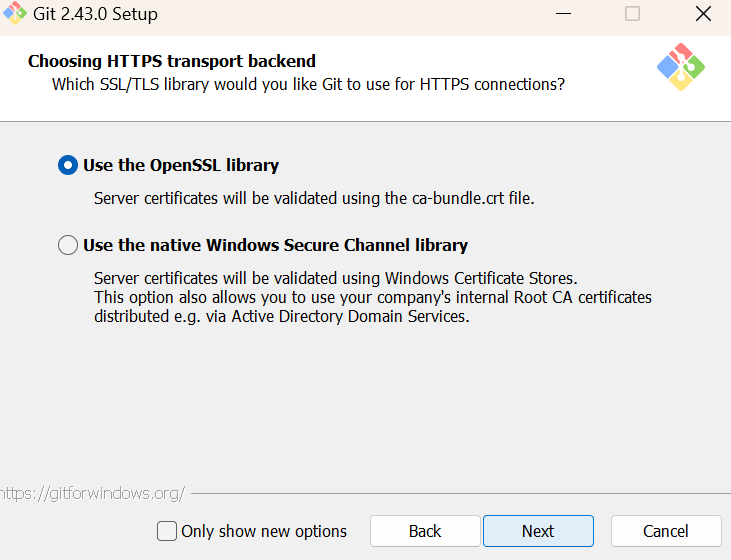 Git 2.43.0 Setup
Choosing HTTPS transport backend
Which SSL/TLS library would you like Git to use for HTTPS connections?
Use the OpenSSL library
Server certificates will be validated using the ca-bundle.crt file.
Use the native Windows Secure Channel library
Server certificates will be validated using Windows Certificate Stores.
This option also allows you to use your company's internal Root CA certificates
distributed e.g. via Active Directory Domain Services.
https://gitforwindows.org/
Only show new options
Back
Next
Cancel